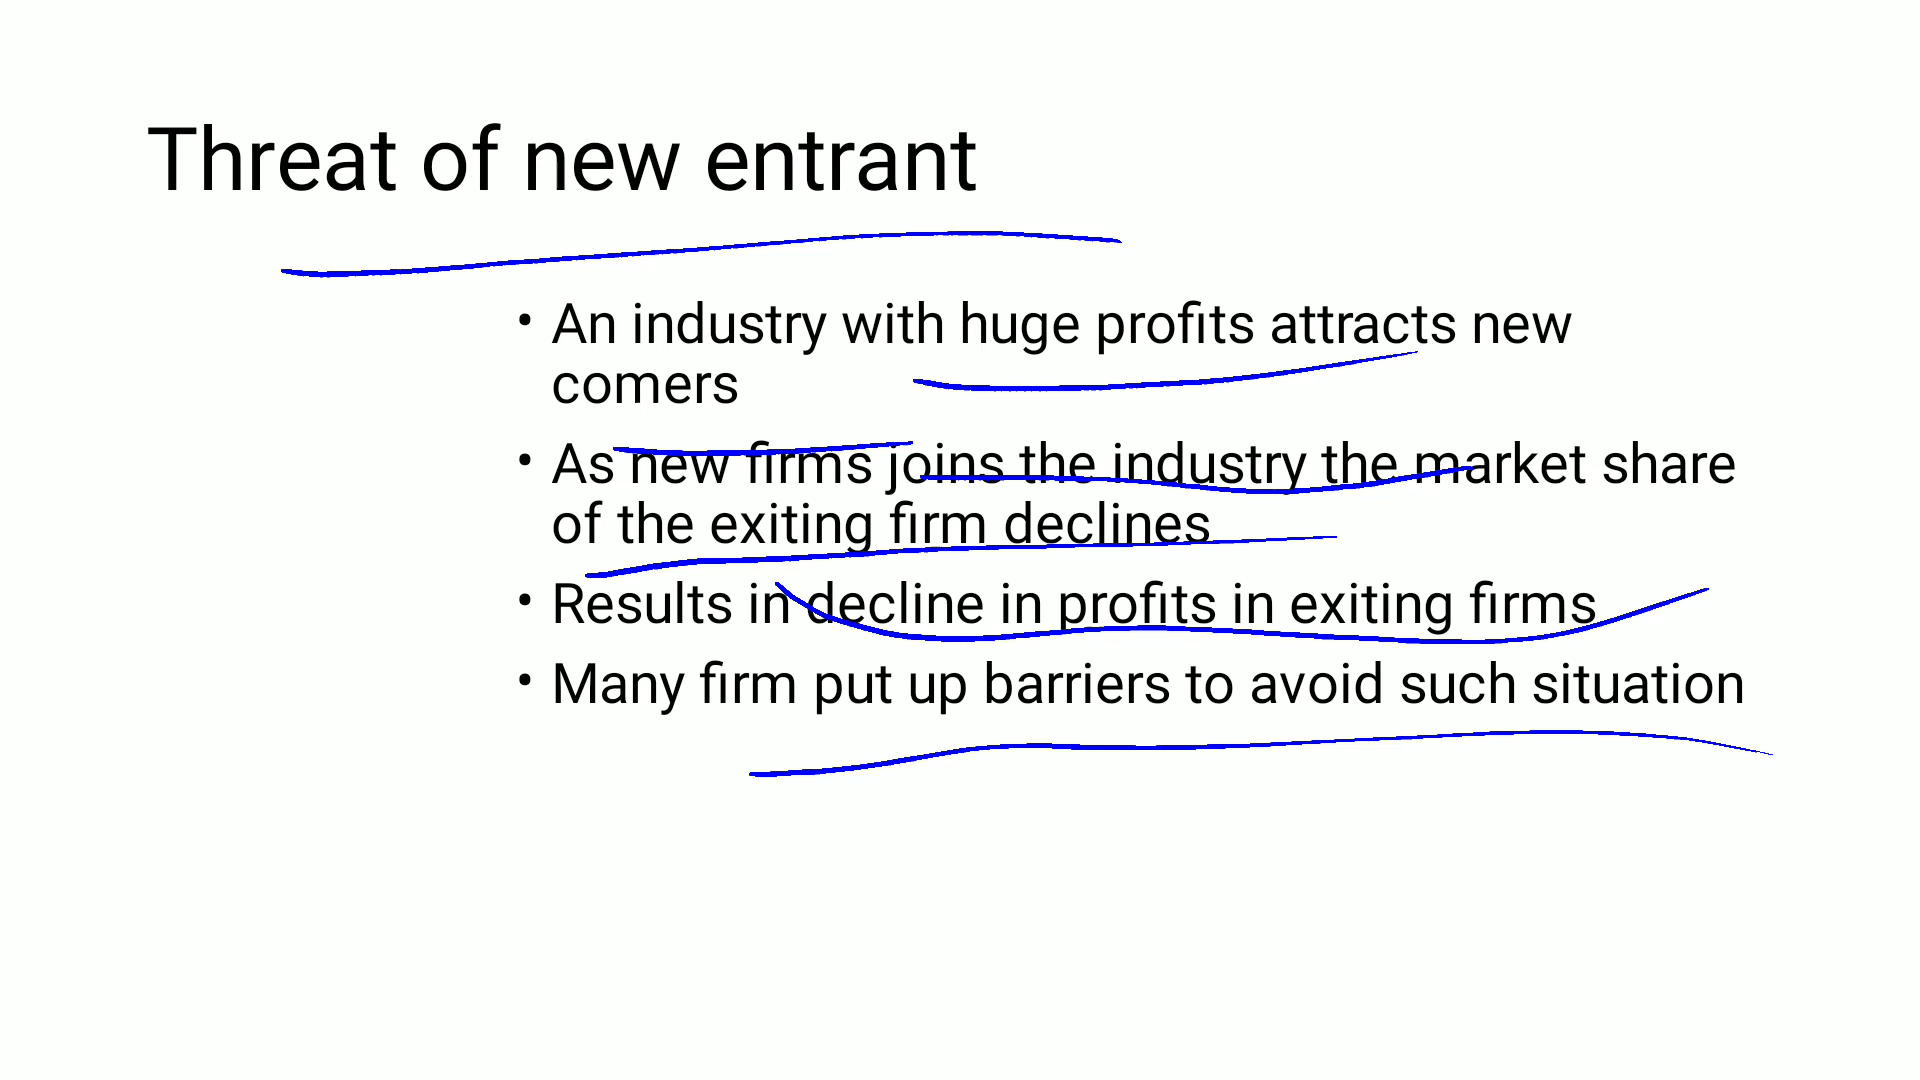 Threat of new entrant
• An industry with huge profits attracts new
comers
• As new firms joins the industry the market share
of the exiting firm declines
• Results in decline in profits in exiting firms
• Many firm put up barriers to avoid such situation